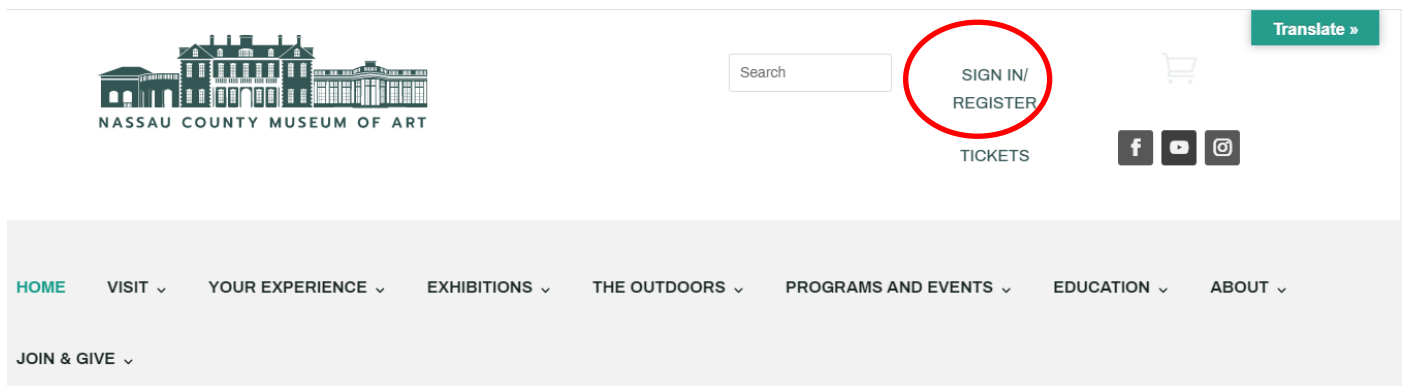 Translate »
Search
SIGN IN/
REGISTER
NASSAU COUNTY MUSEUM OF ART
TICKETS
HOME VISIT YOUR EXPERIENCE EXHIBITIONS THE OUTDOORS PROGRAMS AND EVENTS EDUCATION ABOUT
JOIN & GIVE